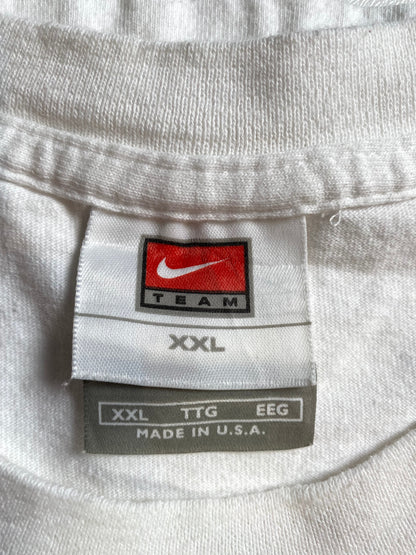 TEAM
XXL
XXL TTG EEG
MADE IN U.S.A.